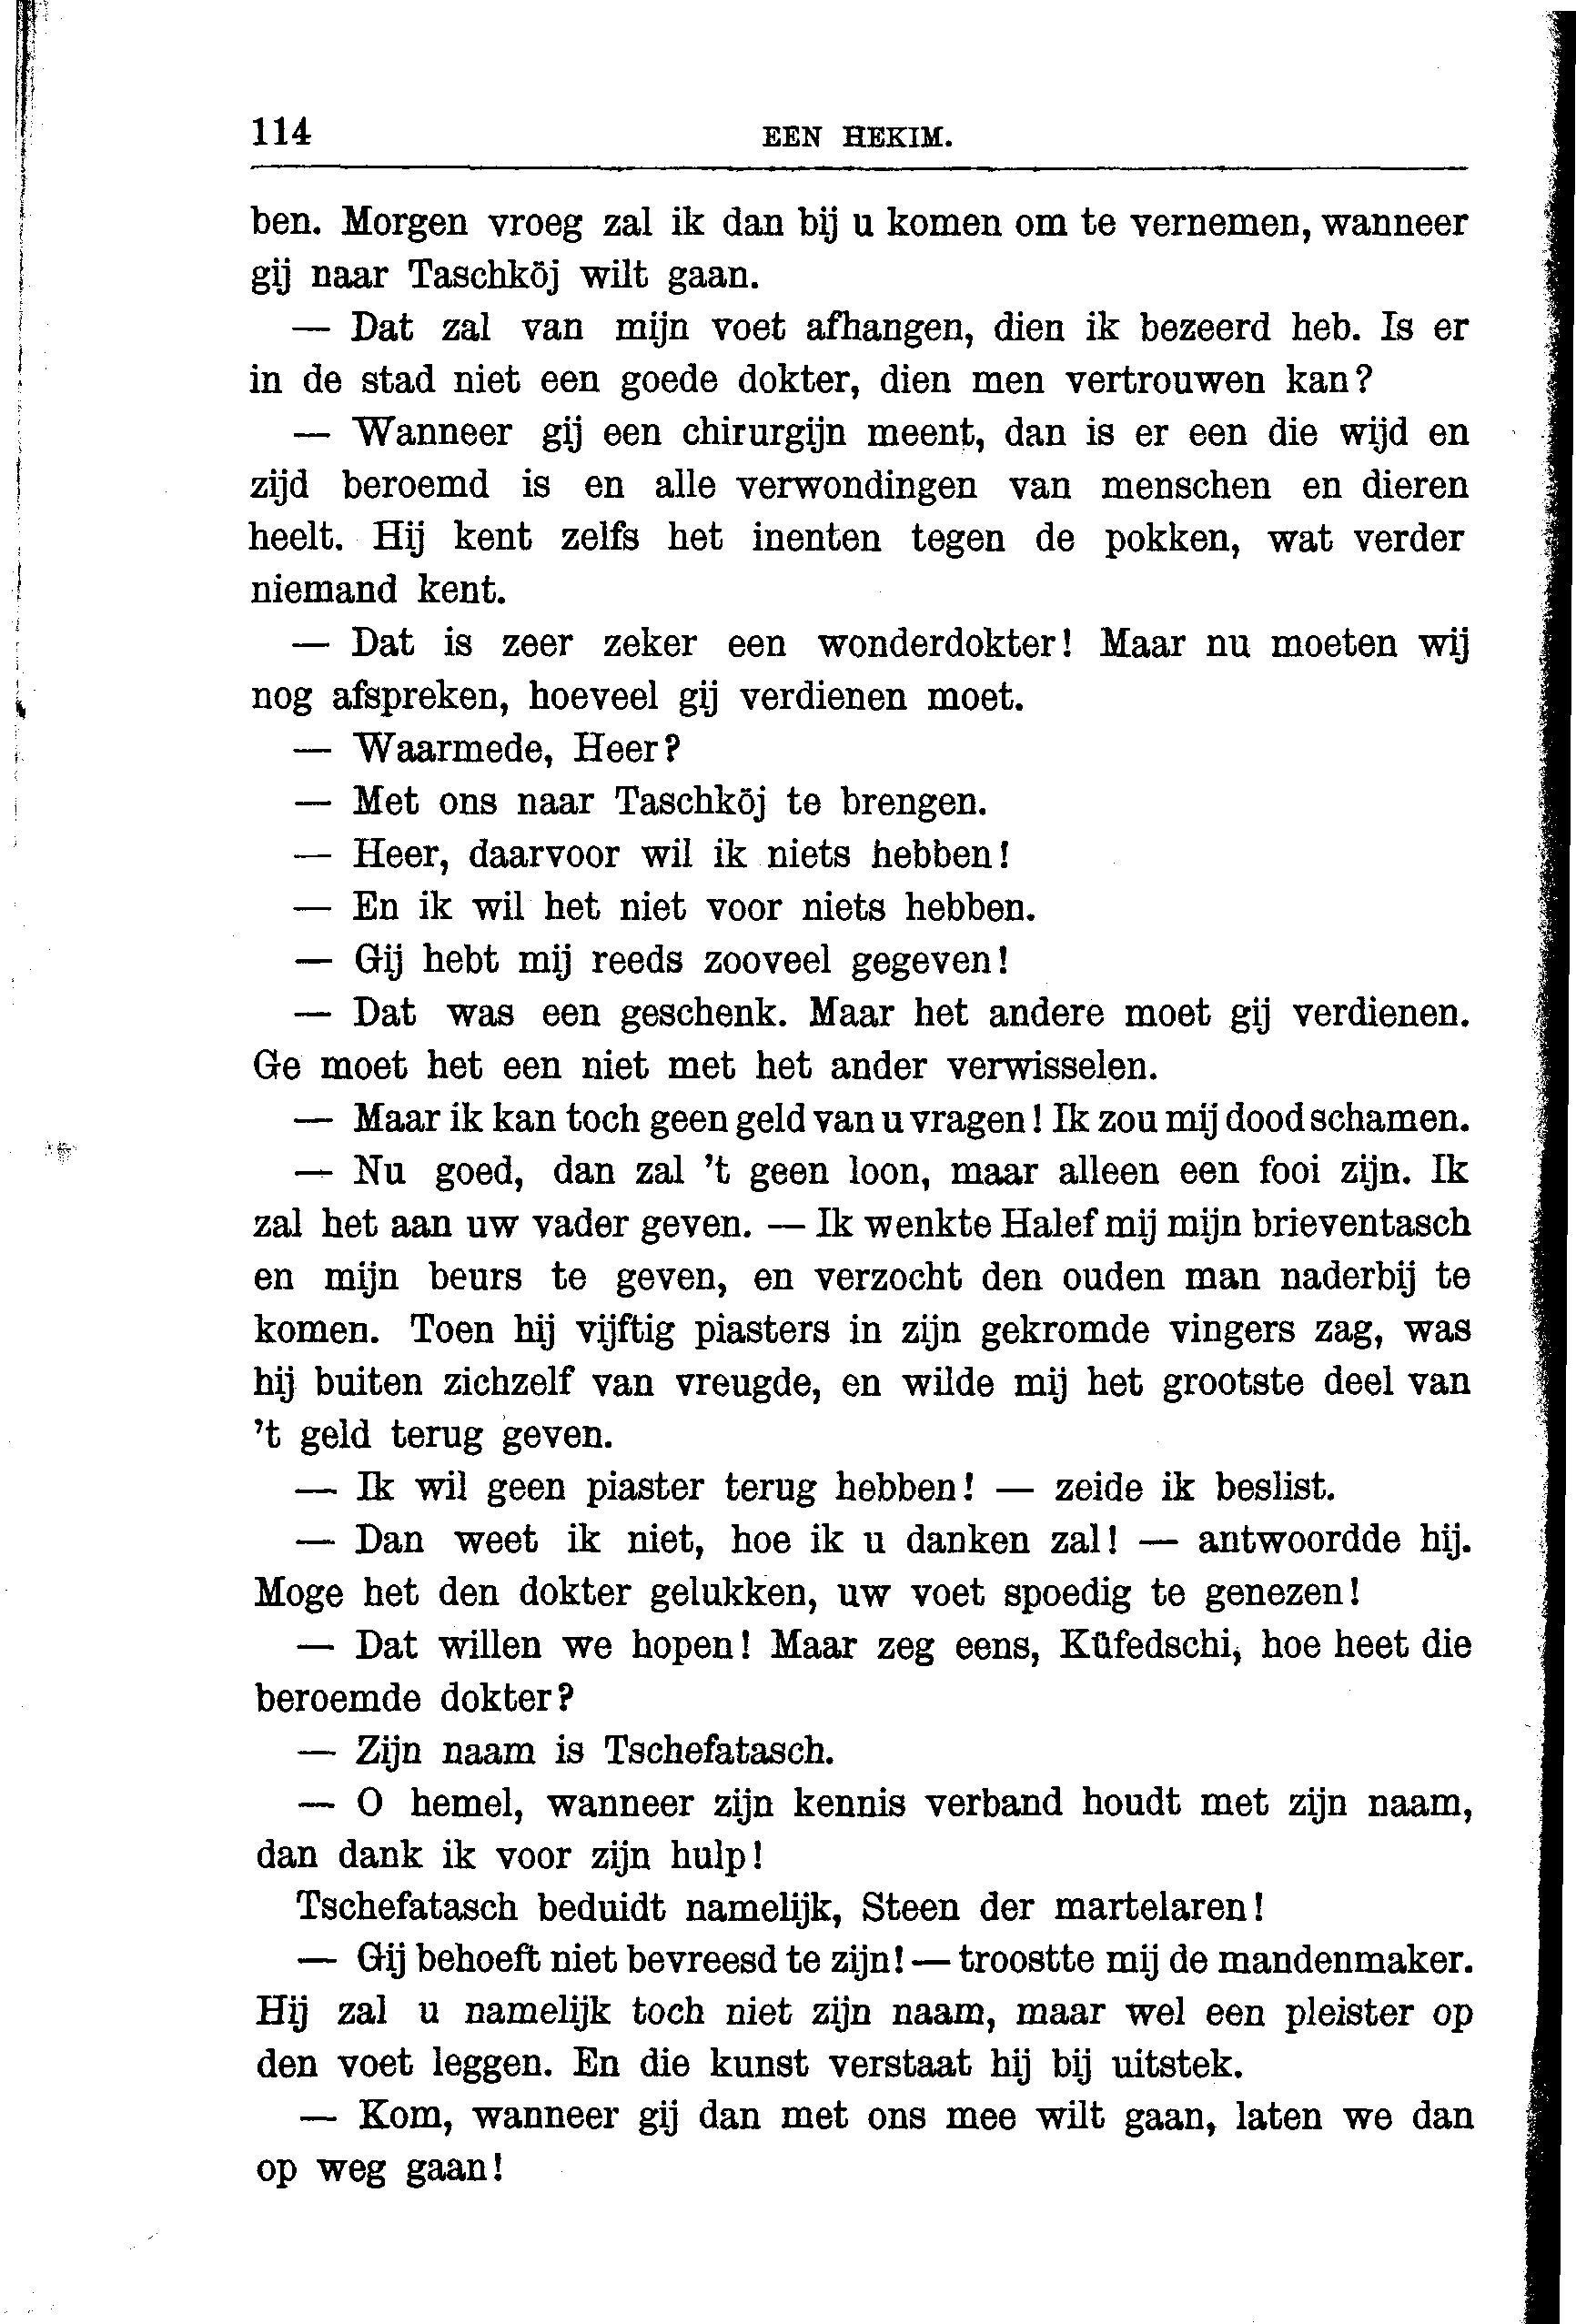 114 EEN HEKIM.
ben. Morgen vroeg zal ik dan bij u komen om te vernemen, wanneer
gij naar Taschköj wilt gaan.
— Dat zal van mijn voet afhangen, dien ik bezeerd heb. Is er
in de stad niet een goede dokter, dien men vertrouwen kan?
— Wanneer gij een chirurgijn meent, dan is er een die wijd en
zijd beroemd is en alle verwondingen van menschen en dieren
heelt. Hij kent zelfs het inenten tegen de pokken, wat verder
niemand kent.
— Dat is zeer zeker een wonderdokter! Maar nu moeten wij
nog afspreken, hoeveel gij verdienen moet.
— Waarmede, Heer?
— Met ons naar Taschköj te brengen.
— Heer, daarvoor wil ik niets hebben!
— En ik wil het niet voor niets hebben.
— Gij hebt mij reeds zooveel gegeven!
— Dat was een geschenk. Maar het andere moet gij verdienen.
Ge moet het een niet met het ander verwisselen.
— Maar ik kan toch geen geld van u vragen! Ik zou mij dood schamen.
— Nu goed, dan zal 't geen loon, maar alleen een fooi zijn. Ik
zal het aan uw vader geven. — Ik wenkte Halef mij mijn brieventasch
en mijn beurs te geven, en verzocht den ouden man naderbij te
komen. Toen hij vijftig piasters in zijn gekromde vingers zag, was
hij buiten zichzelf van vreugde, en wilde mij het grootste deel van
't geld terug geven.
— Ik wil geen piaster terug hebben! — zeide ik beslist.
— Dan weet ik niet, hoe ik u danken zal! — antwoordde hij.
Moge het den dokter gelukken, uw voet spoedig te genezen!
— Dat willen we hopen! Maar zeg eens, Küfedschi, hoe heet die
beroemde dokter?
— Zijn naam is Tschefatasch.
— O hemel, wanneer zijn kennis verband houdt met zijn naam,
dan dank ik voor zijn hulp!
Tschefatasch beduidt namelijk, Steen der martelaren!
— Gij behoeft niet bevreesd te zijn! — troostte mij de mandenmaker.
Hij zal u namelijk toch niet zijn naam, maar wel een pleister op
den voet leggen. En die kunst verstaat hij bij uitstek.
— Kom, wanneer gij dan met ons mee wilt gaan, laten we dan
op weg gaan!